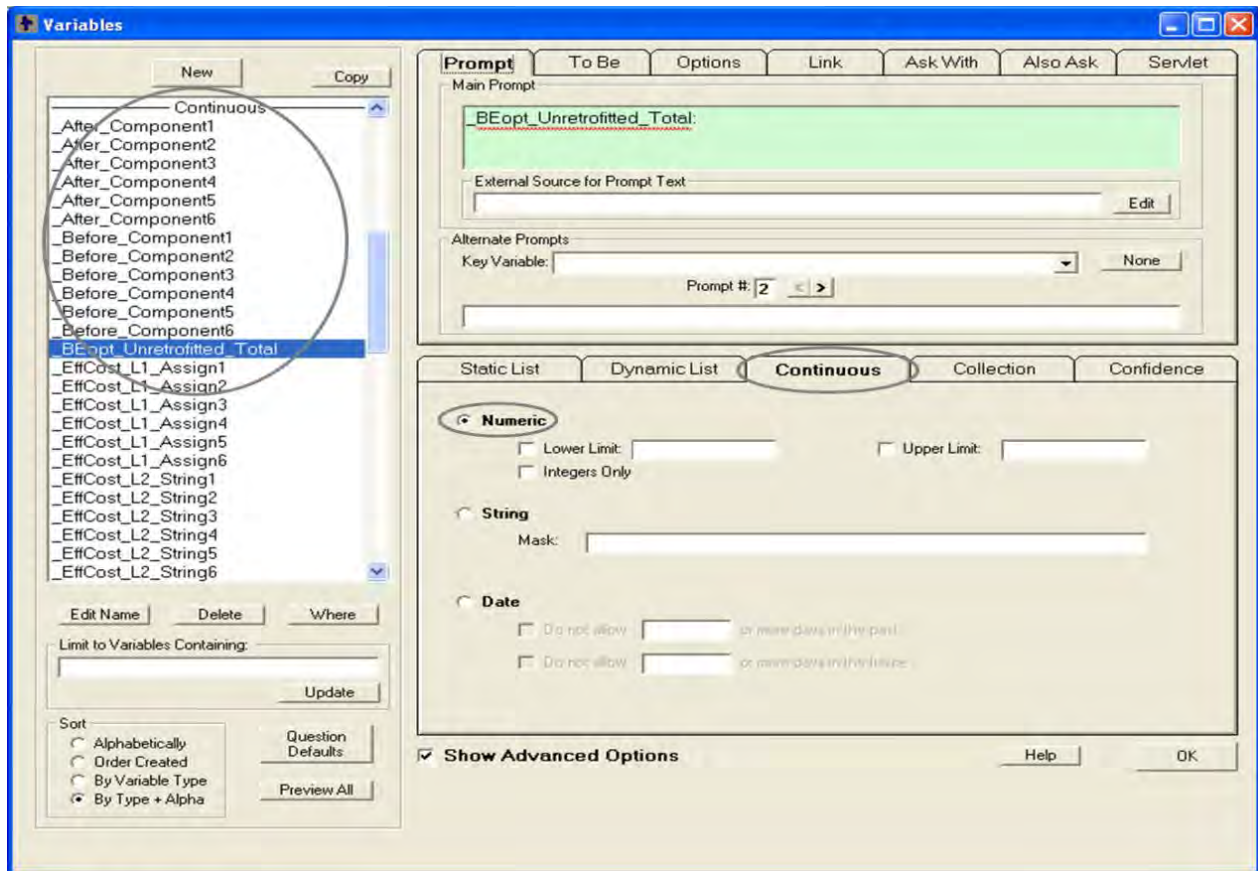 Variables
New
Copy
Continuous
_After_Component1
_After_Component2
_After_Component3
_After_Component4
_After_Component5
_After_Component6
_Before_Component1
_Before_Component2
_Before_Component3
_Before_Component4
_Before_Component5
_Before_Component6
_BEopt_Unretrofitted_Total
_EffCost_L1_Assign1
_EffCost_L1_Assign2
_EffCost_L1_Assign3
_EffCost_L1_Assign4
_EffCost_L1_Assign5
_EffCost_L1_Assign6
_EffCost_L2_String1
_EffCost_L2_String2
_EffCost_L2_String3
_EffCost_L2_String4
_EffCost_L2_String5
_EffCost_L2_String6
Edit Name Delete Where
Limit to Variables Containing:
Update
Sort
Alphabetically
Order Created
By Variable Type
By Type + Alpha
Question
Defaults
Preview All
Prompt To Be Options Link Ask With Also Ask Servlet
Main Prompt
_BEopt_Unretrofitted_Total:
External Source for Prompt Text
Edit
Alternate Prompts
Key Variable: None
Prompt #: 2 < >
Static List Dynamic List Continuous Collection Confidence
Numeric
Lower Limit: Upper Limit:
Integers Only
String
Mask:
Date
Do not allow or more days in the past
Do not allow or more days in the future
Show Advanced Options Help OK